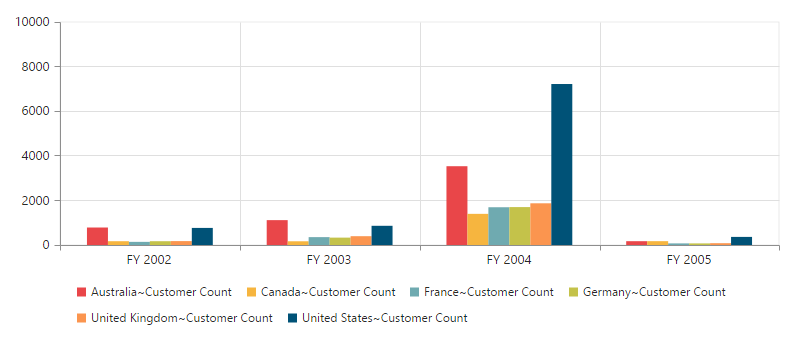 10000
8000
6000
4000
2000
0
FY 2002 FY 2003 FY 2004 FY 2005
Australia~Customer Count Canada~Customer Count France~Customer Count Germany~Customer Count
United Kingdom~Customer Count United States~Customer Count